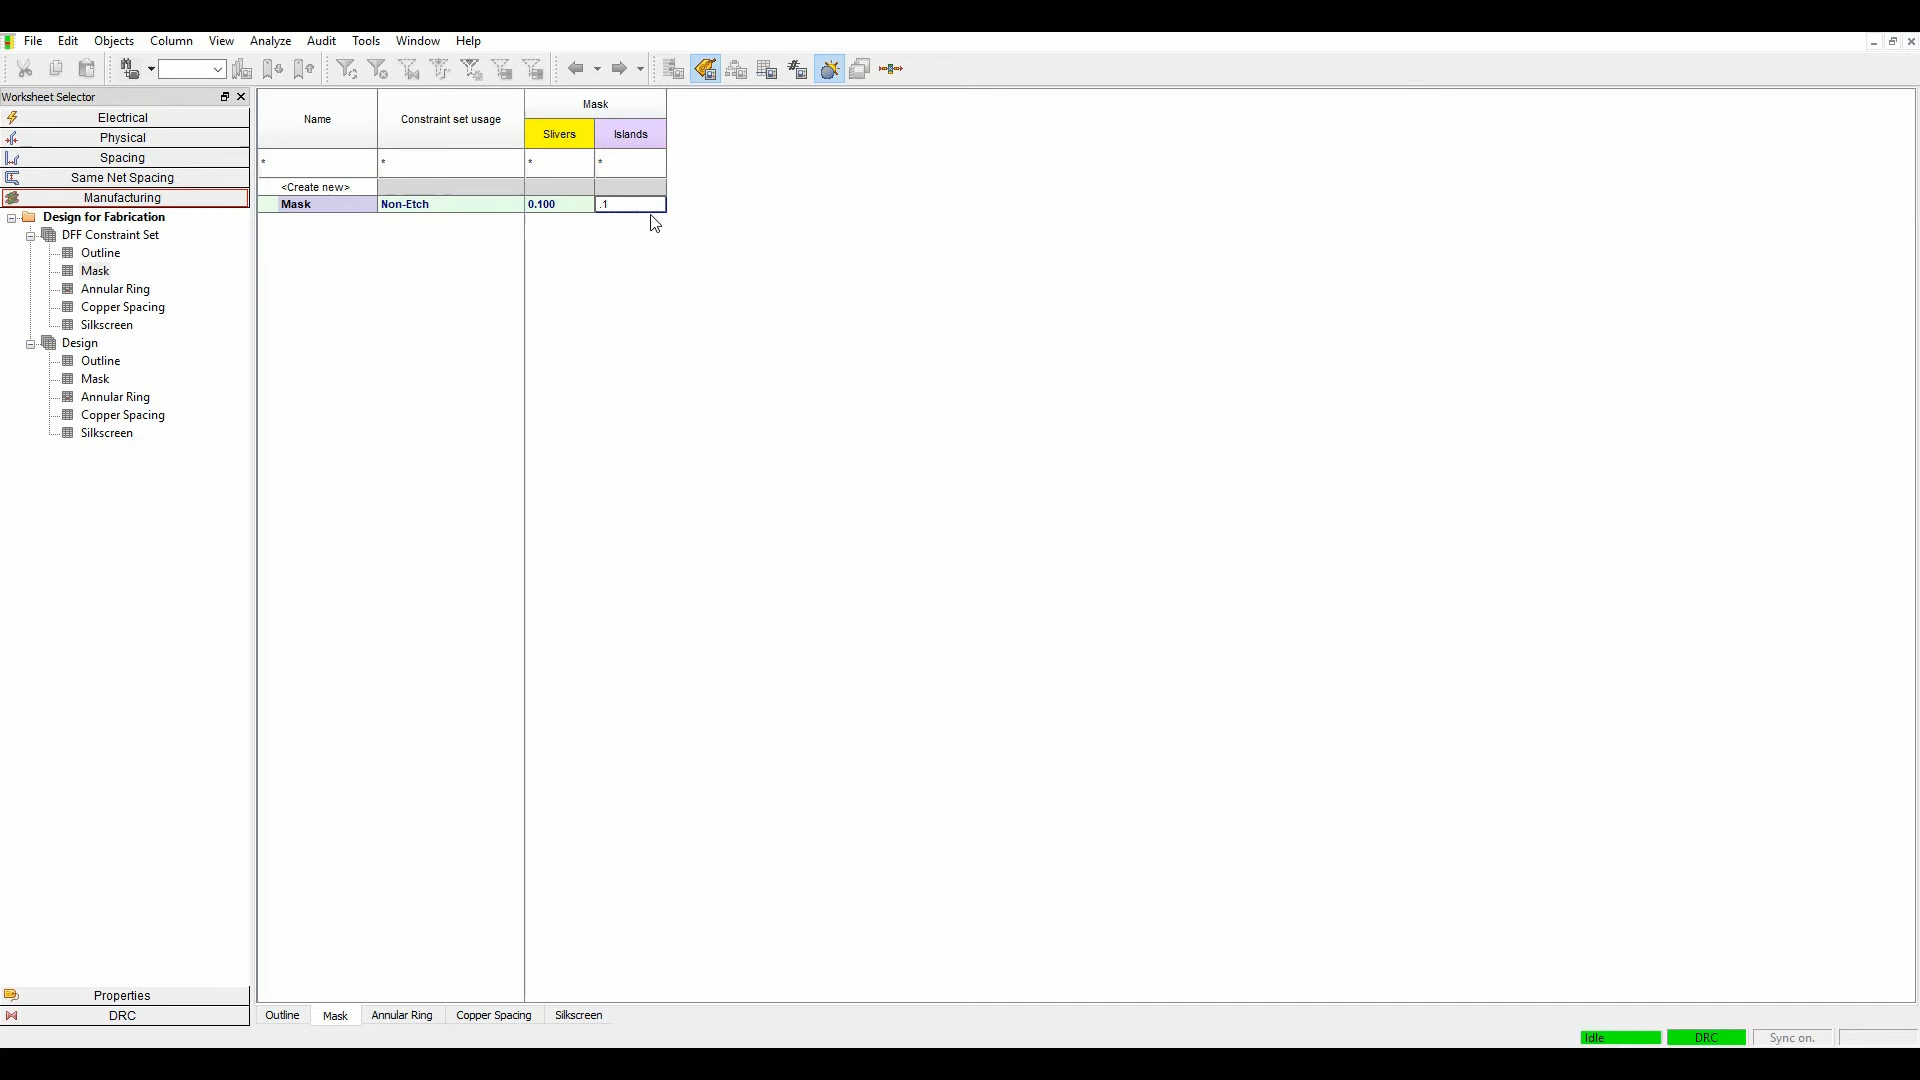 File Edit Objects Column View Analyze Audit Tools Window Help
Worksheet Selector
Electrical
Physical
Spacing
Same Net Spacing
Manufacturing
Design for Fabrication
DFF Constraint Set
Outline
Mask
Annular Ring
Copper Spacing
Silkscreen
Design
Outline
Mask
Annular Ring
Copper Spacing
Silkscreen
Properties
DRC
Mask
Name Constraint set usage Slivers Islands
* * * *
<Create new>
Mask Non-Etch 0.100 .1
Outline Mask Annular Ring Copper Spacing Silkscreen
Idle DRC Sync on.